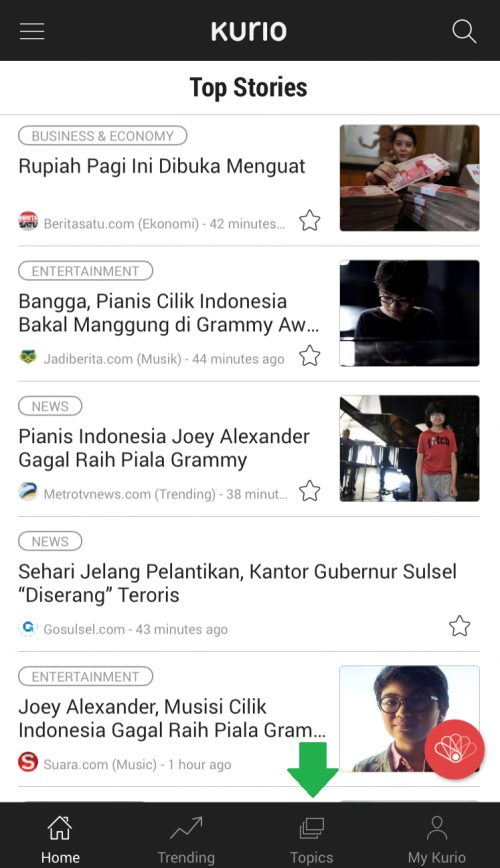 KURIO
Top Stories
BUSINESS & ECONOMY
Rupiah Pagi Ini Dibuka Menguat
Beritasatu.com (Ekonomi) - 42 minutes...
ENTERTAINMENT
Bangga, Pianis Cilik Indonesia
Bakal Manggung di Grammy Aw...
Jadiberita.com (Musik) - 44 minutes ago
NEWS
Pianis Indonesia Joey Alexander
Gagal Raih Piala Grammy
Metrotvnews.com (Trending) - 38 minut...
NEWS
Sehari Jelang Pelantikan, Kantor Gubernur Sulsel
“Diserang” Teroris
Gosulsel.com - 43 minutes ago
ENTERTAINMENT
Joey Alexander, Musisi Cilik
Indonesia Gagal Raih Piala Gram...
Suara.com (Music) - 1 hour ago
Home
Trending
Topics
My Kurio